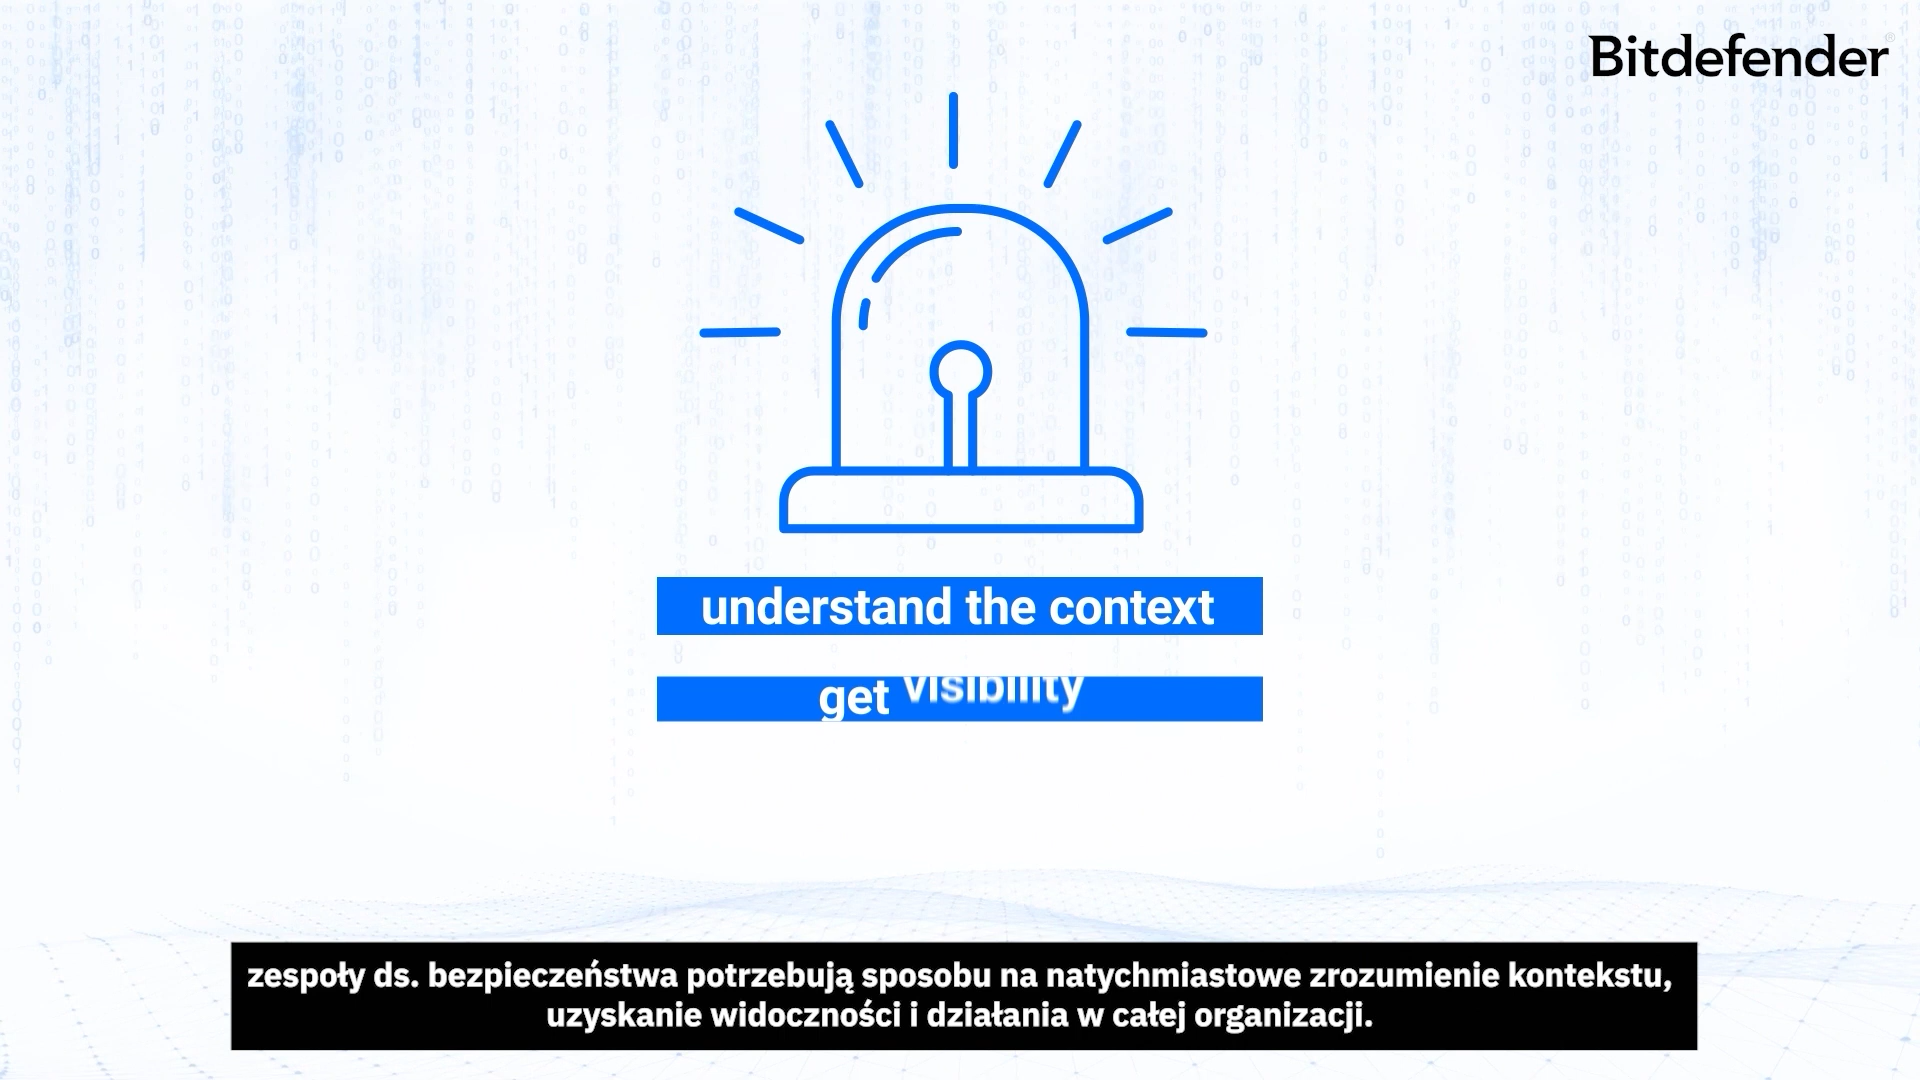 Bitdefender®
understand the context
get visibility
zespoły ds. bezpieczeństwa potrzebują sposobu na natychmiastowe zrozumienie kontekstu,
uzyskanie widoczności i działania w całej organizacji.